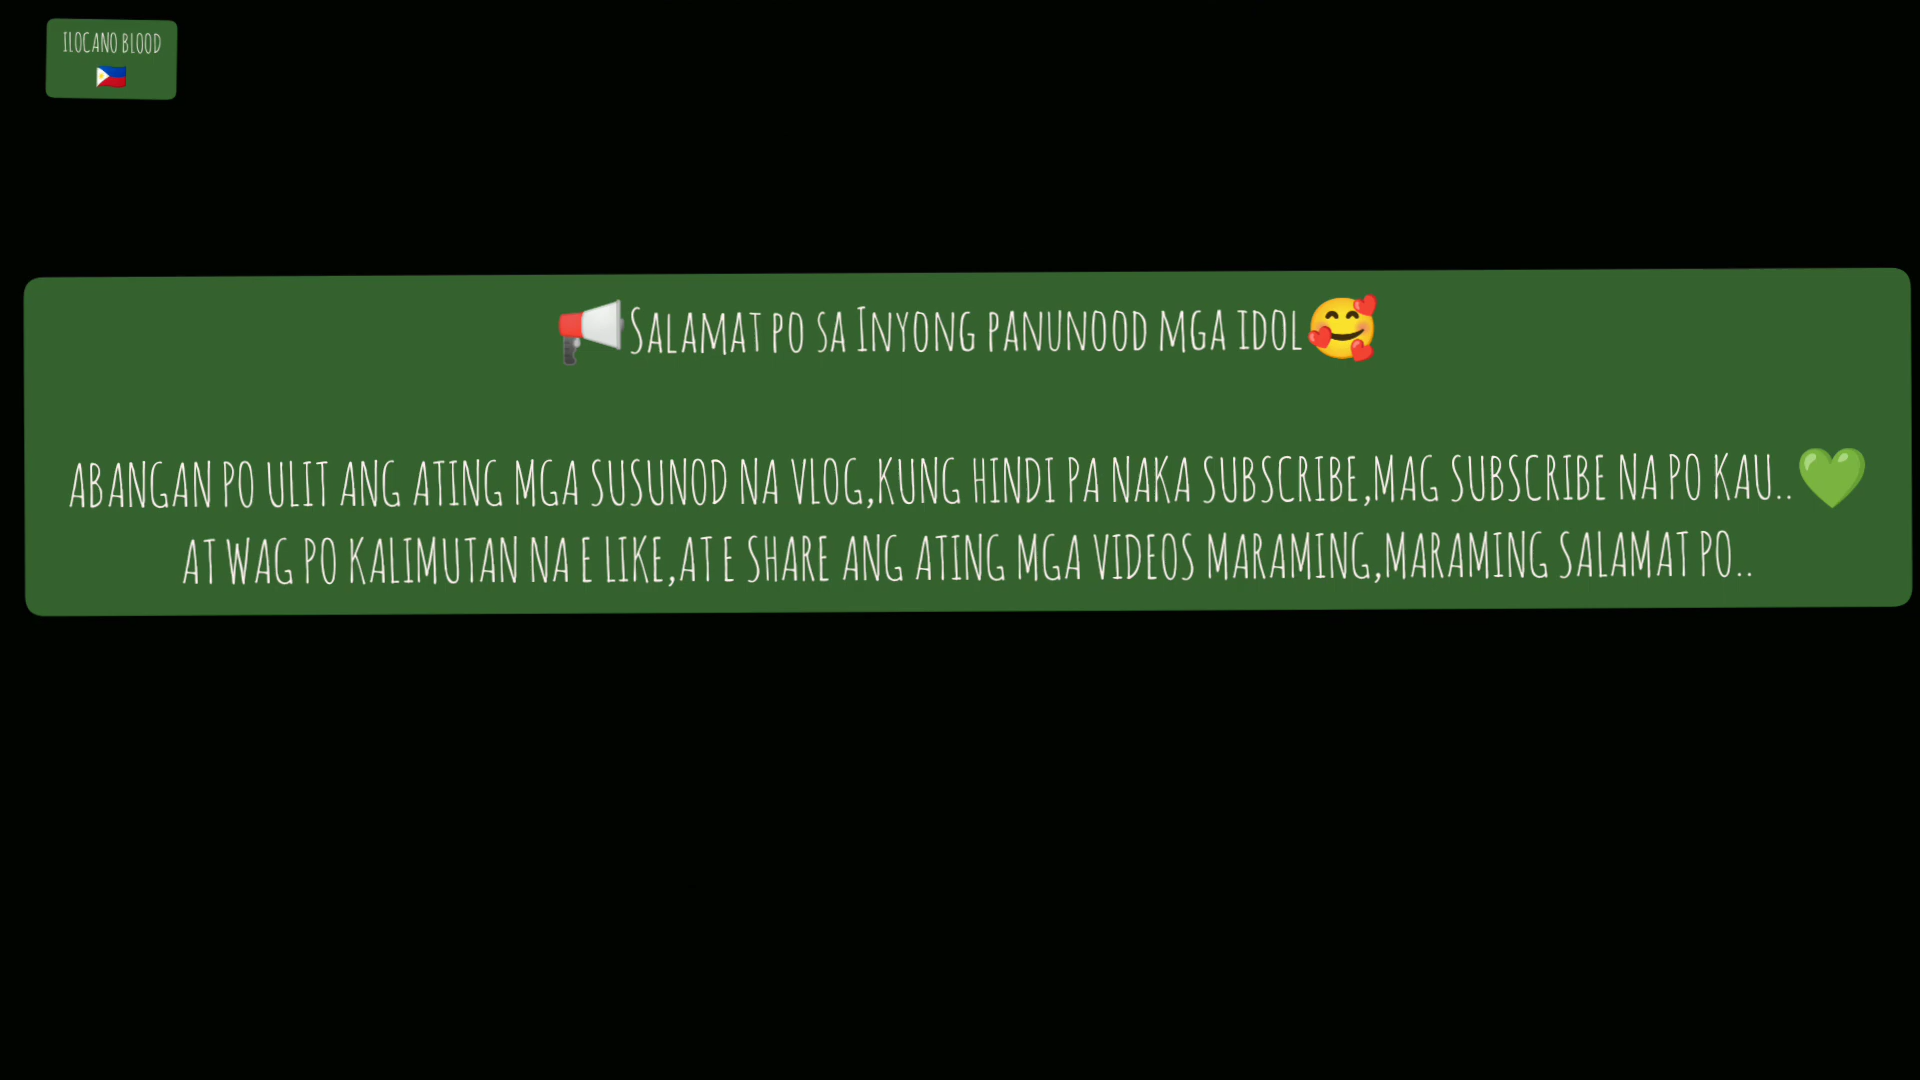 ILOCANO BLOOD
🇵🇭
📢Salamat po sa Inyong panunood mga idol🥰
ABANGAN PO ULIT ANG ATING MGA SUSUNOD NA VLOG,KUNG HINDI PA NAKA SUBSCRIBE,MAG SUBSCRIBE NA PO KAU..💚
AT WAG PO KALIMUTAN NA E LIKE,AT E SHARE ANG ATING MGA VIDEOS MARAMING,MARAMING SALAMAT PO..